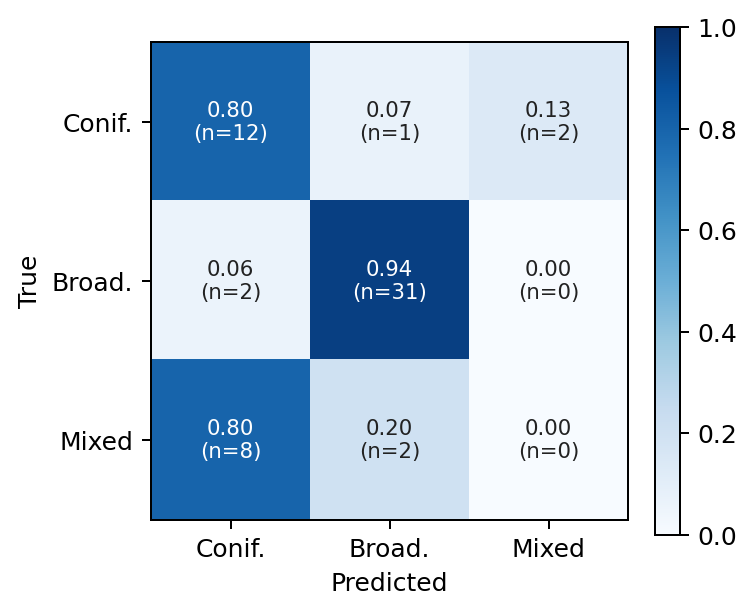 1.0
0.80
0.07
0.13
(n=12)
(n=1)
(n=2)
Conif.
0.8
0.6
0.06
0.94
0.00
(n=2)
(n=31)
(n=0)
True
Broad.
0.4
0.80
0.20
0.00
(n=8)
(n=2)
(n=0)
Mixed
0.2
0.0
Conif.
Broad.
Mixed
Predicted